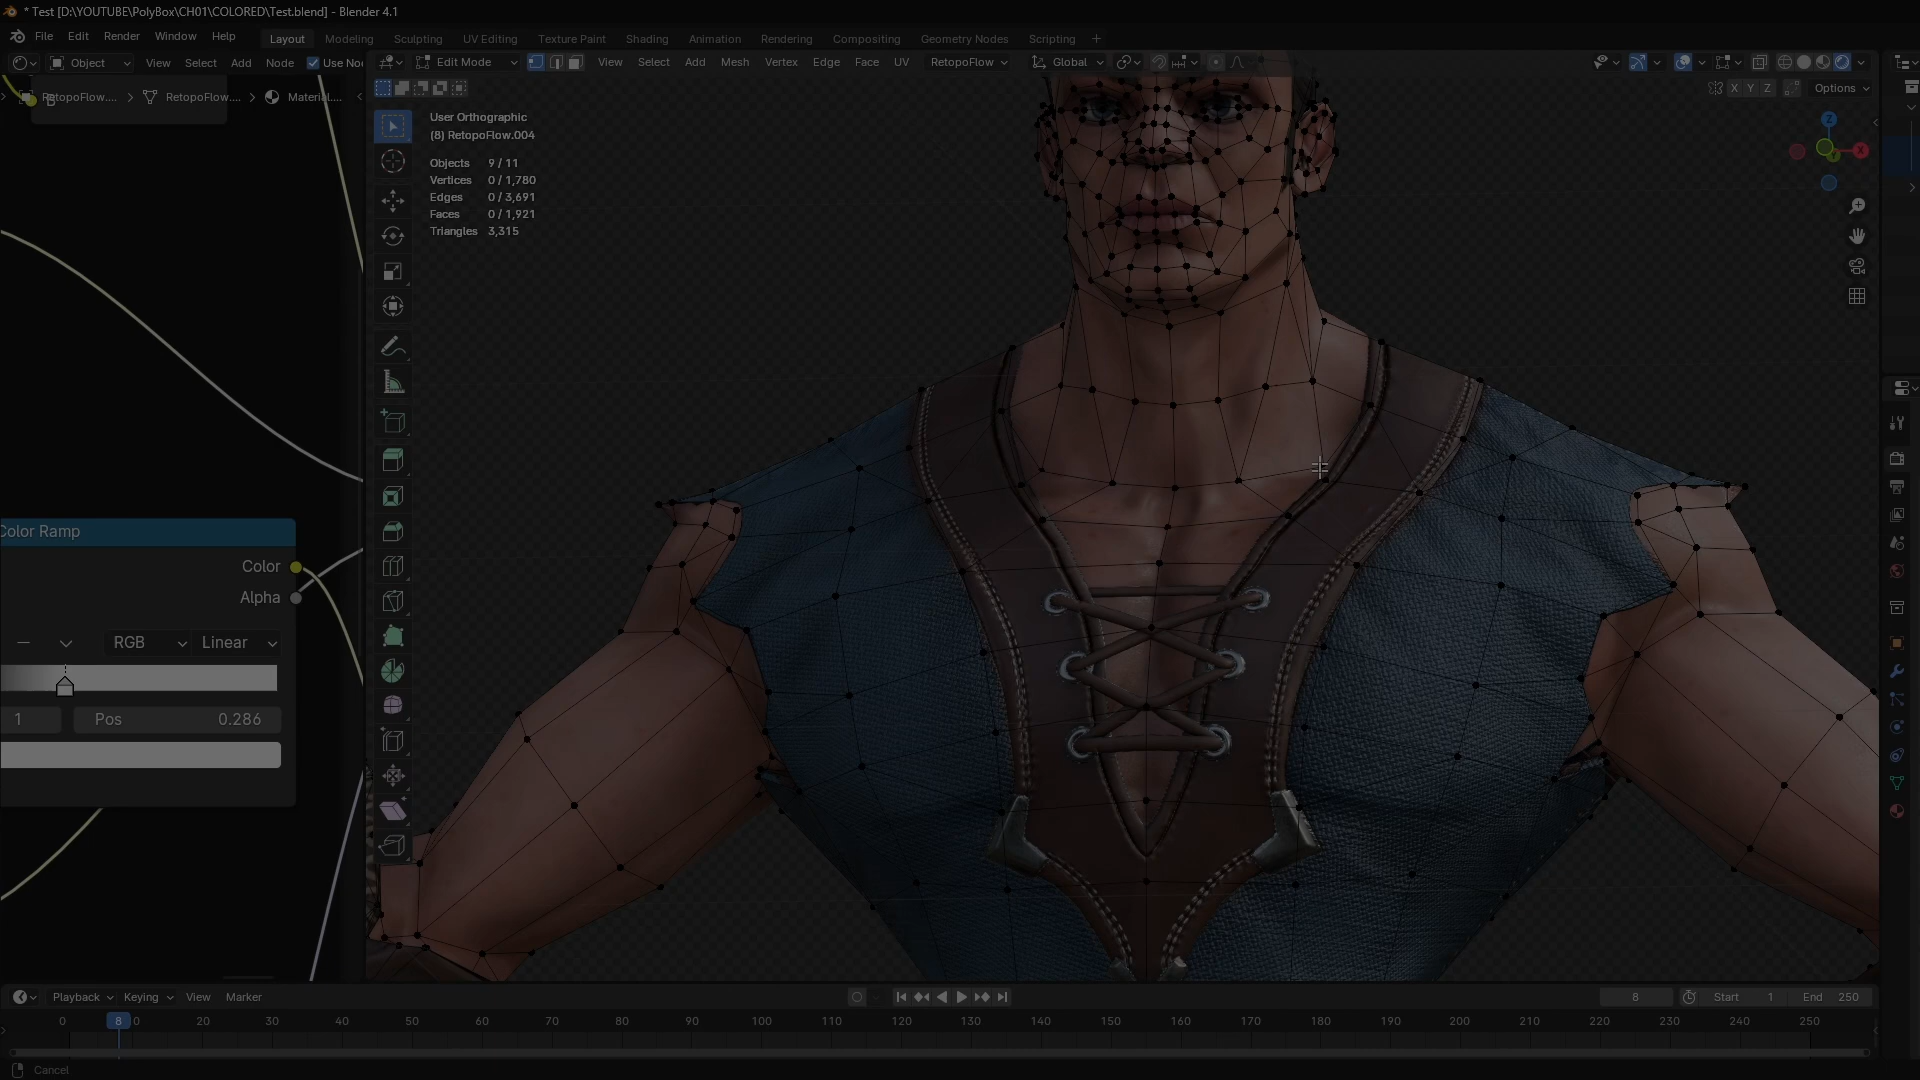 * Test [D:\YOUTUBE\PolyBox\CH01\COLORED\Test.blend] - Blender 4.1
File Edit Render Window Help
Layout Modeling Sculpting UV Editing Texture Paint Shading Animation Rendering Compositing Geometry Nodes Scripting
Object View Select Add Node Use Noc
Edit Mode View Select Add Mesh Vertex Edge Face UV RetopoFlow Global
X Y Z Options
RetopoFlow.... RetopoFlow.... Material....
B
User Orthographic
(8) RetopoFlow.004
Objects 9 / 11
Vertices 0 / 1,780
Edges 0 / 3,691
Faces 0 / 1,921
Triangles 3,315
Z
X
Color Ramp
Color
Alpha
RGB Linear
1 Pos 0.286
Playback Keying View Marker
8 Start 1 End 250
0 8 0 20 30 40 50 60 70 80 90 100 110 120 130 140 150 160 170 180 190 200 210 220 230 240 250
Cancel